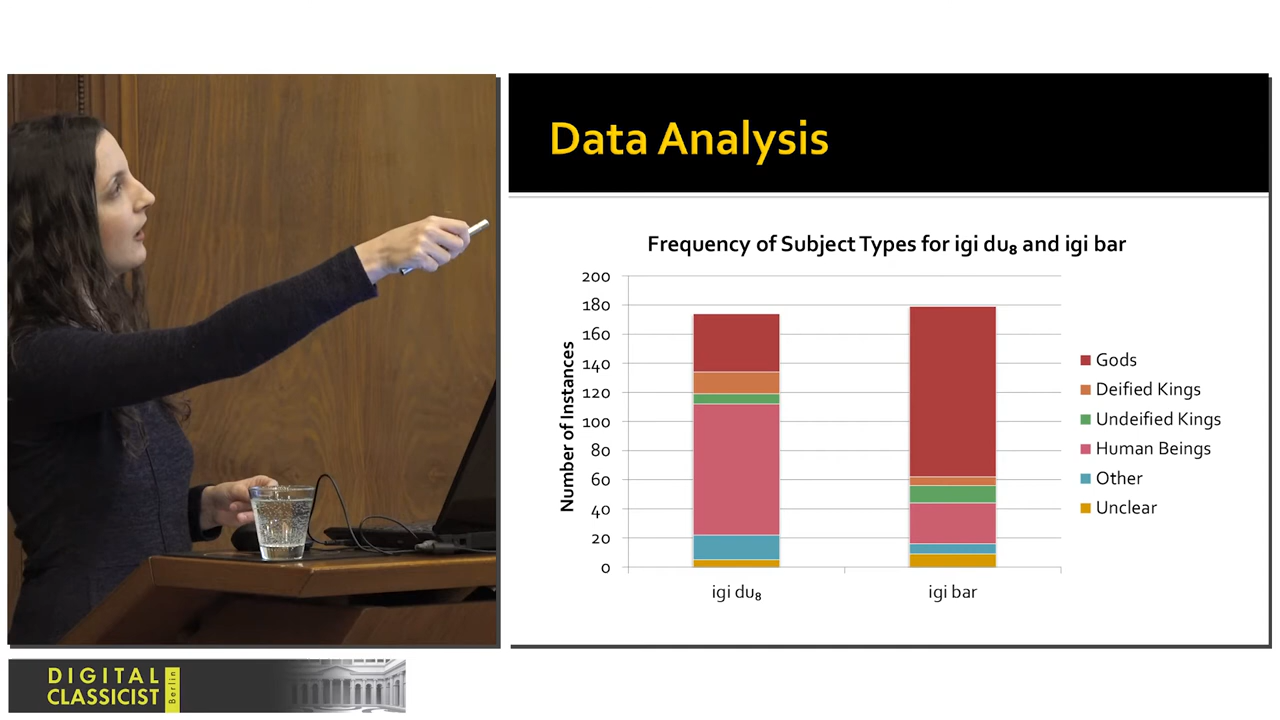 Data Analysis
Frequency of Subject Types for igi du₈ and igi bar
Number of Instances
200
180
160
140
120
100
80
60
40
20
0
igi du₈
igi bar
Gods
Deified Kings
Undeified Kings
Human Beings
Other
Unclear
DIGITAL
CLASSICIST
Berlin